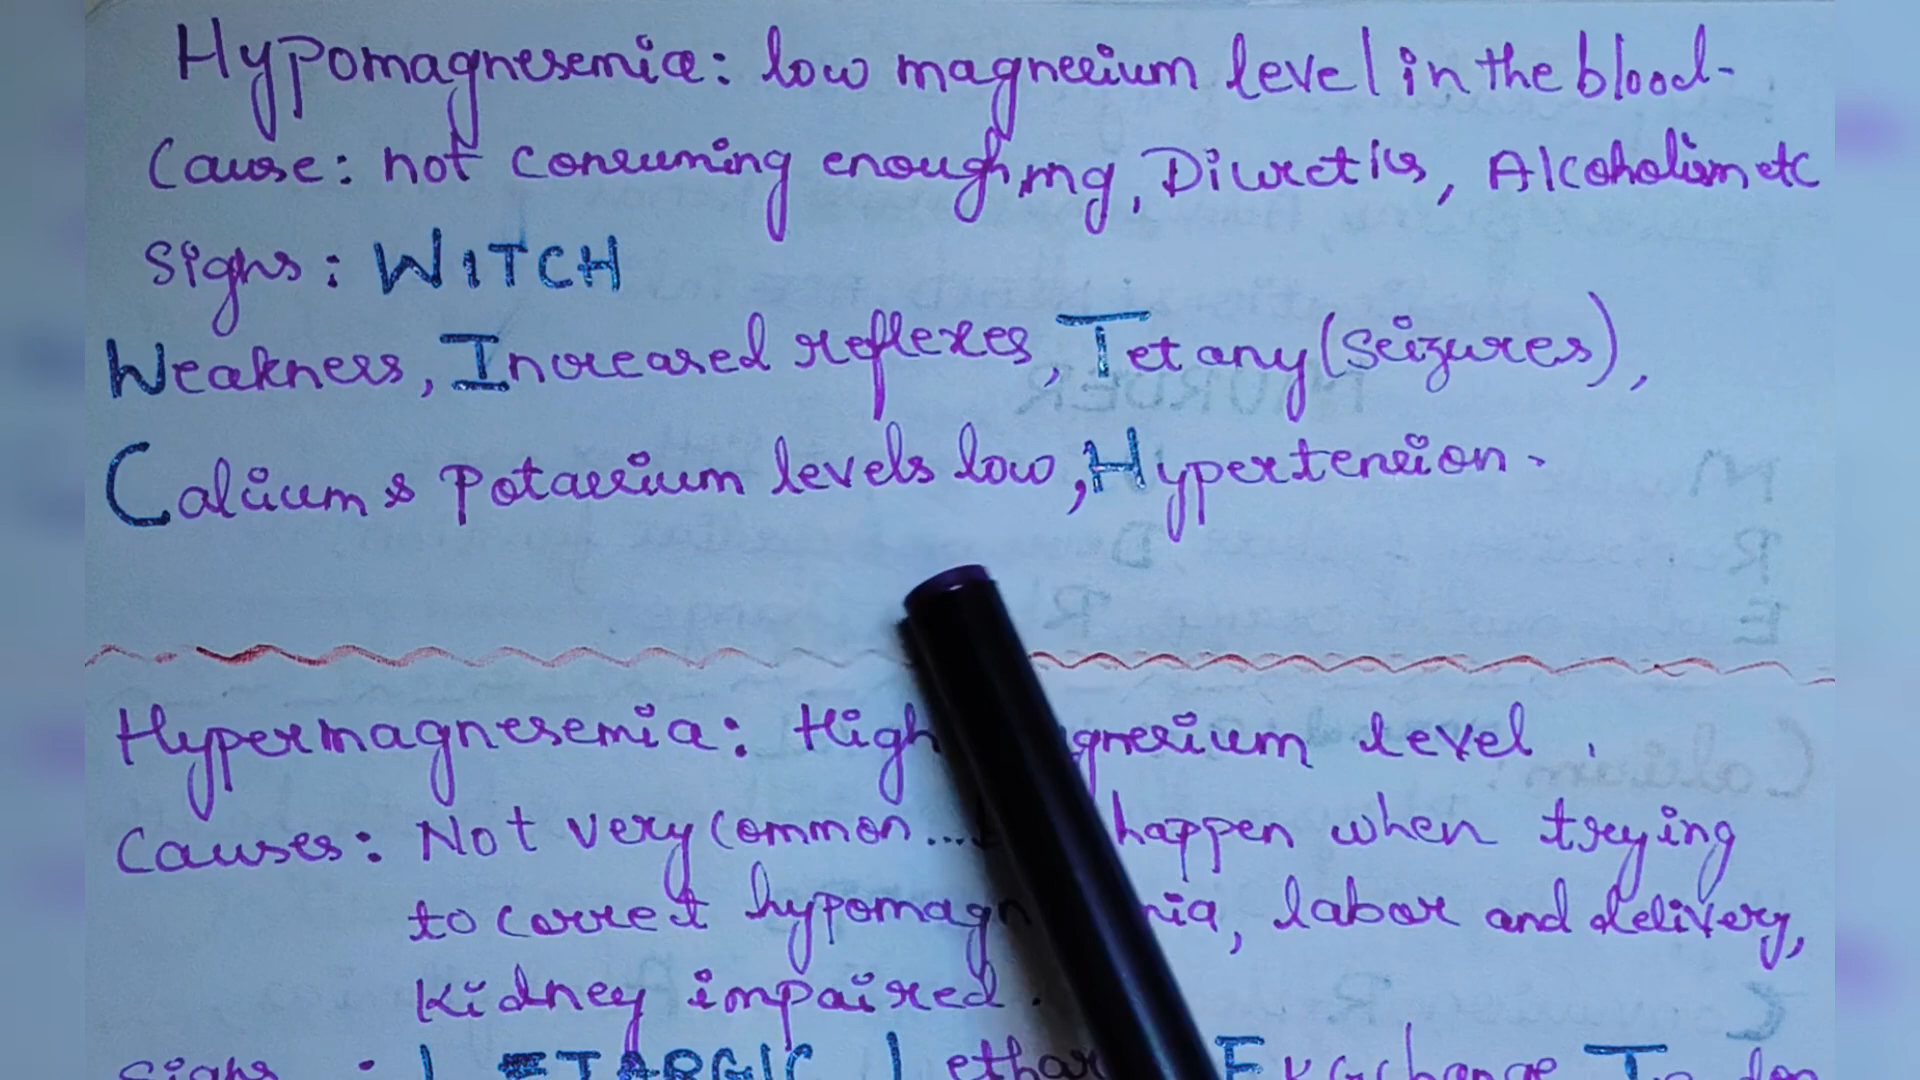 Hypomagnesemia: low magnesium level in the blood-
Cause: not consuming enough mg, Diuretics, Alcoholism etc
Signs: WITCH
Weakness, Increased reflexes, Tetany (Seizures),
Calcium & Potassium levels low, Hypertension.
Hypermagnesemia: High level.
Causes: Not very common... happen when trying
to correct labor and delivery,
Kidney impaired.
Signs :